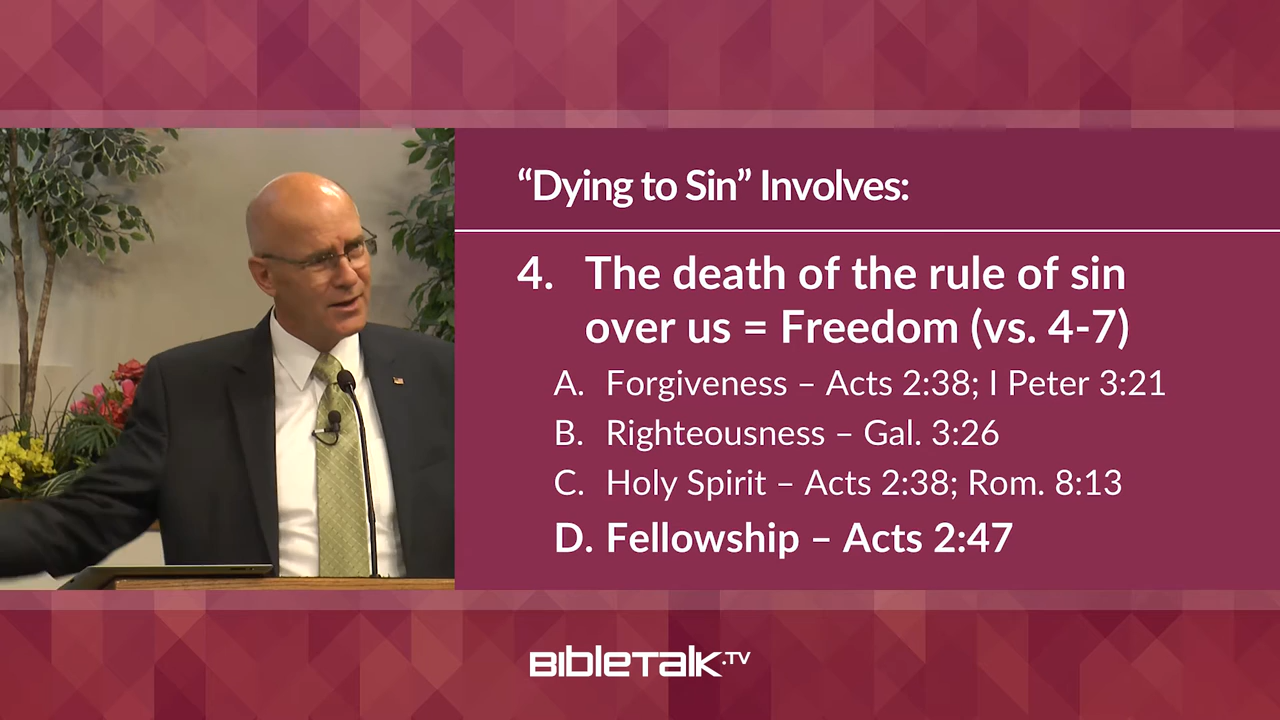 “Dying to Sin” Involves:
4. The death of the rule of sin
over us = Freedom (vs. 4-7)
A. Forgiveness – Acts 2:38; I Peter 3:21
B. Righteousness – Gal. 3:26
C. Holy Spirit – Acts 2:38; Rom. 8:13
D. Fellowship – Acts 2:47
BIBLETALK.TV